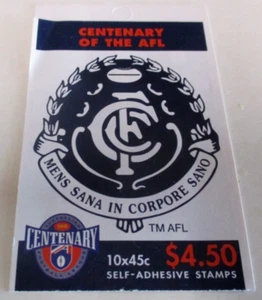 CENTENARY
OF THE AFL
CFC
MENS SANA IN CORPORE SANO
TM AFL
CENTENARY
10x45c $4.50
SELF-ADHESIVE STAMPS